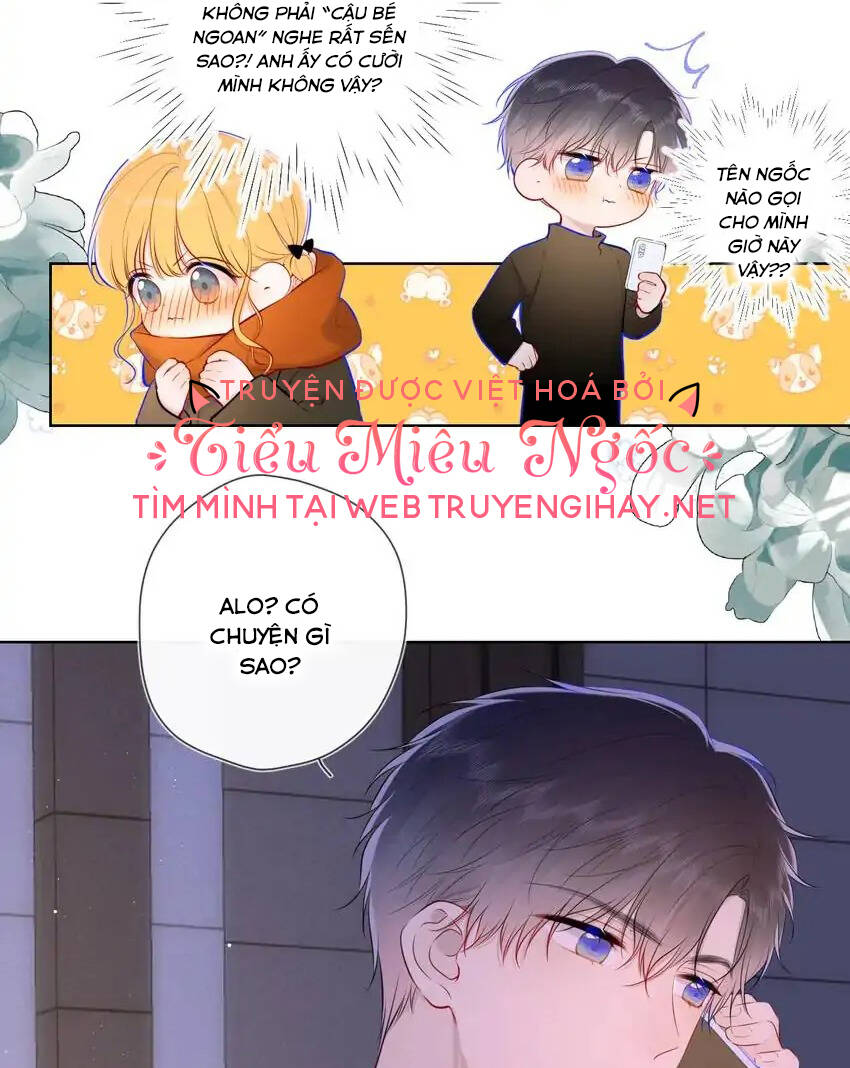 KHÔNG PHẢI "CẬU BÉ
NGOAN" NGHE RẤT SẾN
SAO?! ANH ẤY CÓ CƯỜI
MÌNH KHÔNG VẬY?
TÊN NGỐC
NÀO GỌI
CHO MÌNH
GIỜ NÀY
VẬY??
TRUYỆN ĐƯỢC VIỆT HOÁ BỞI
Tiểu Miêu Ngốc
TÌM MÌNH TẠI WEB TRUYENGIHAY.NET
ALO? CÓ
CHUYỆN GÌ
SAO?